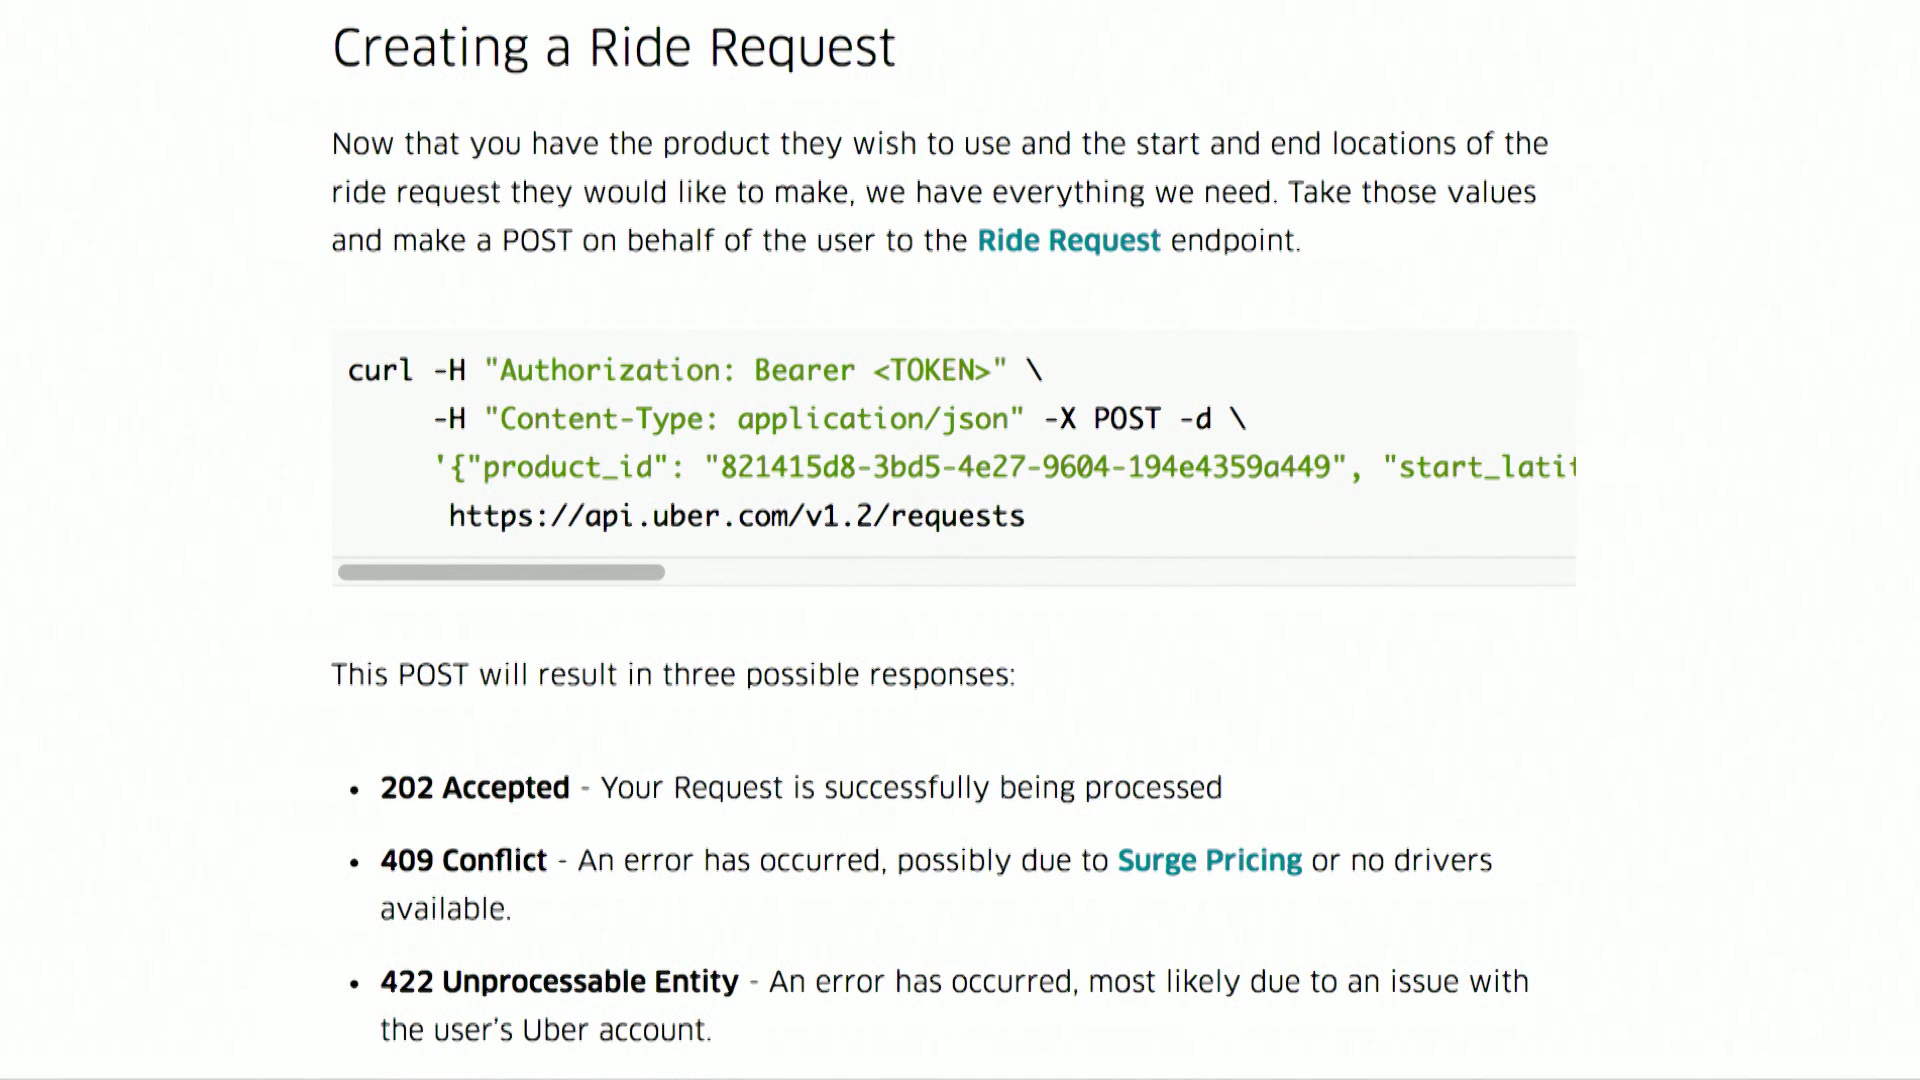 Creating a Ride Request
Now that you have the product they wish to use and the start and end locations of the
ride request they would like to make, we have everything we need. Take those values
and make a POST on behalf of the user to the Ride Request endpoint.
curl -H "Authorization: Bearer <TOKEN>" \
-H "Content-Type: application/json" -X POST -d \
'{"product_id": "821415d8-3bd5-4e27-9604-194e4359a449", "start_latit
https://api.uber.com/v1.2/requests
This POST will result in three possible responses:
• 202 Accepted - Your Request is successfully being processed
• 409 Conflict - An error has occurred, possibly due to Surge Pricing or no drivers
available.
• 422 Unprocessable Entity - An error has occurred, most likely due to an issue with
the user's Uber account.